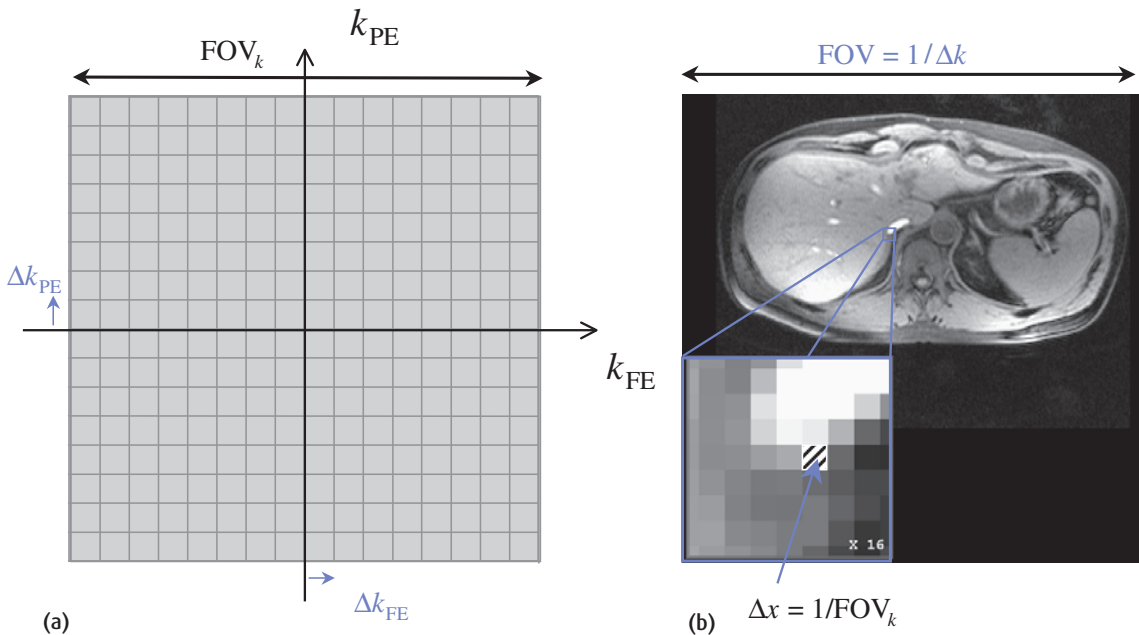 k_PE
FOV_k
Δk_PE
k_FE
Δk_FE
(a)
FOV = 1/Δk
X 16
Δx = 1/FOV_k
(b)